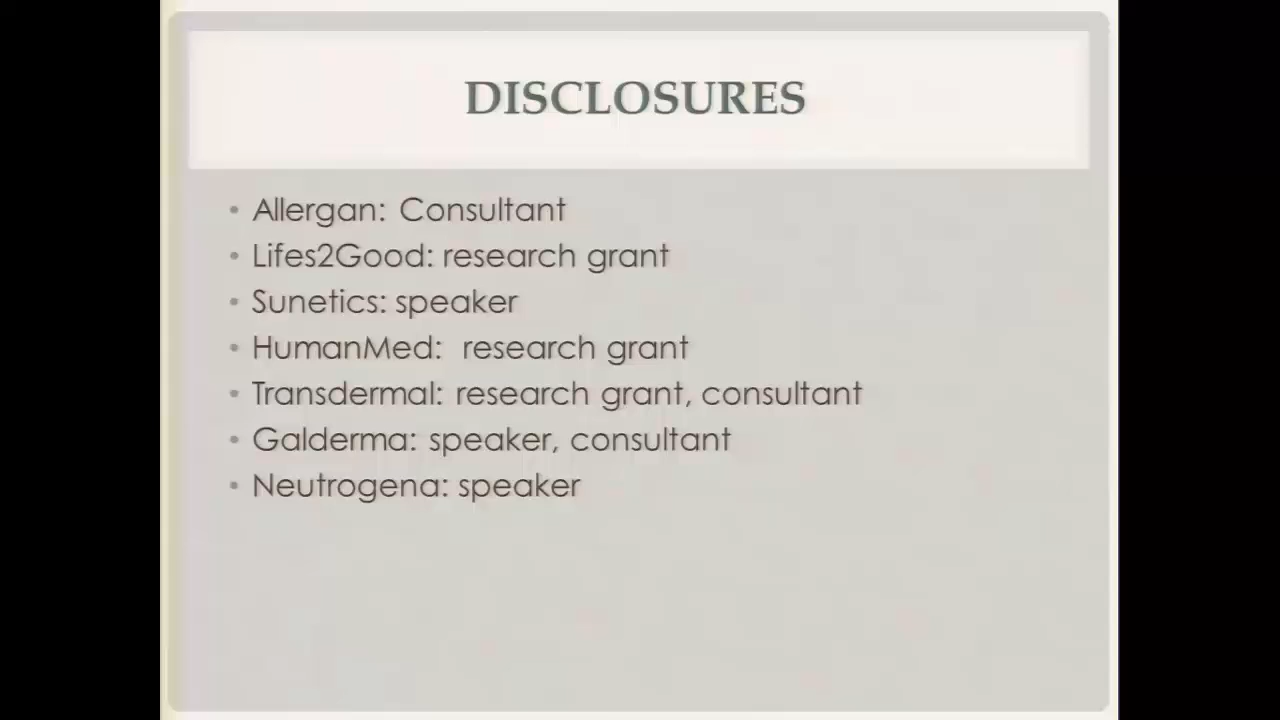 DISCLOSURES
• Allergan: Consultant
• Lifes2Good: research grant
• Sunetics: speaker
• HumanMed: research grant
• Transdermal: research grant, consultant
• Galderma: speaker, consultant
• Neutrogena: speaker